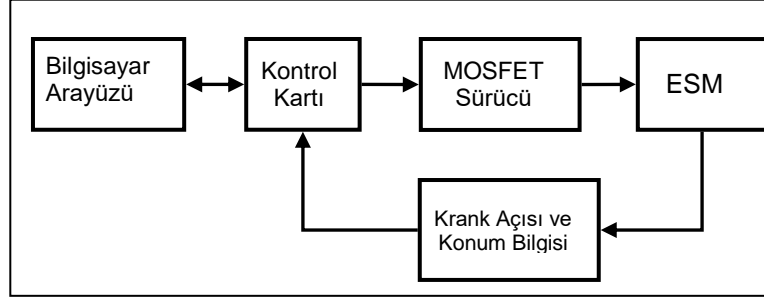 Bilgisayar
Arayüzü
Kontrol
Kartı
MOSFET
Sürücü
ESM
Krank Açısı ve
Konum Bilgisi